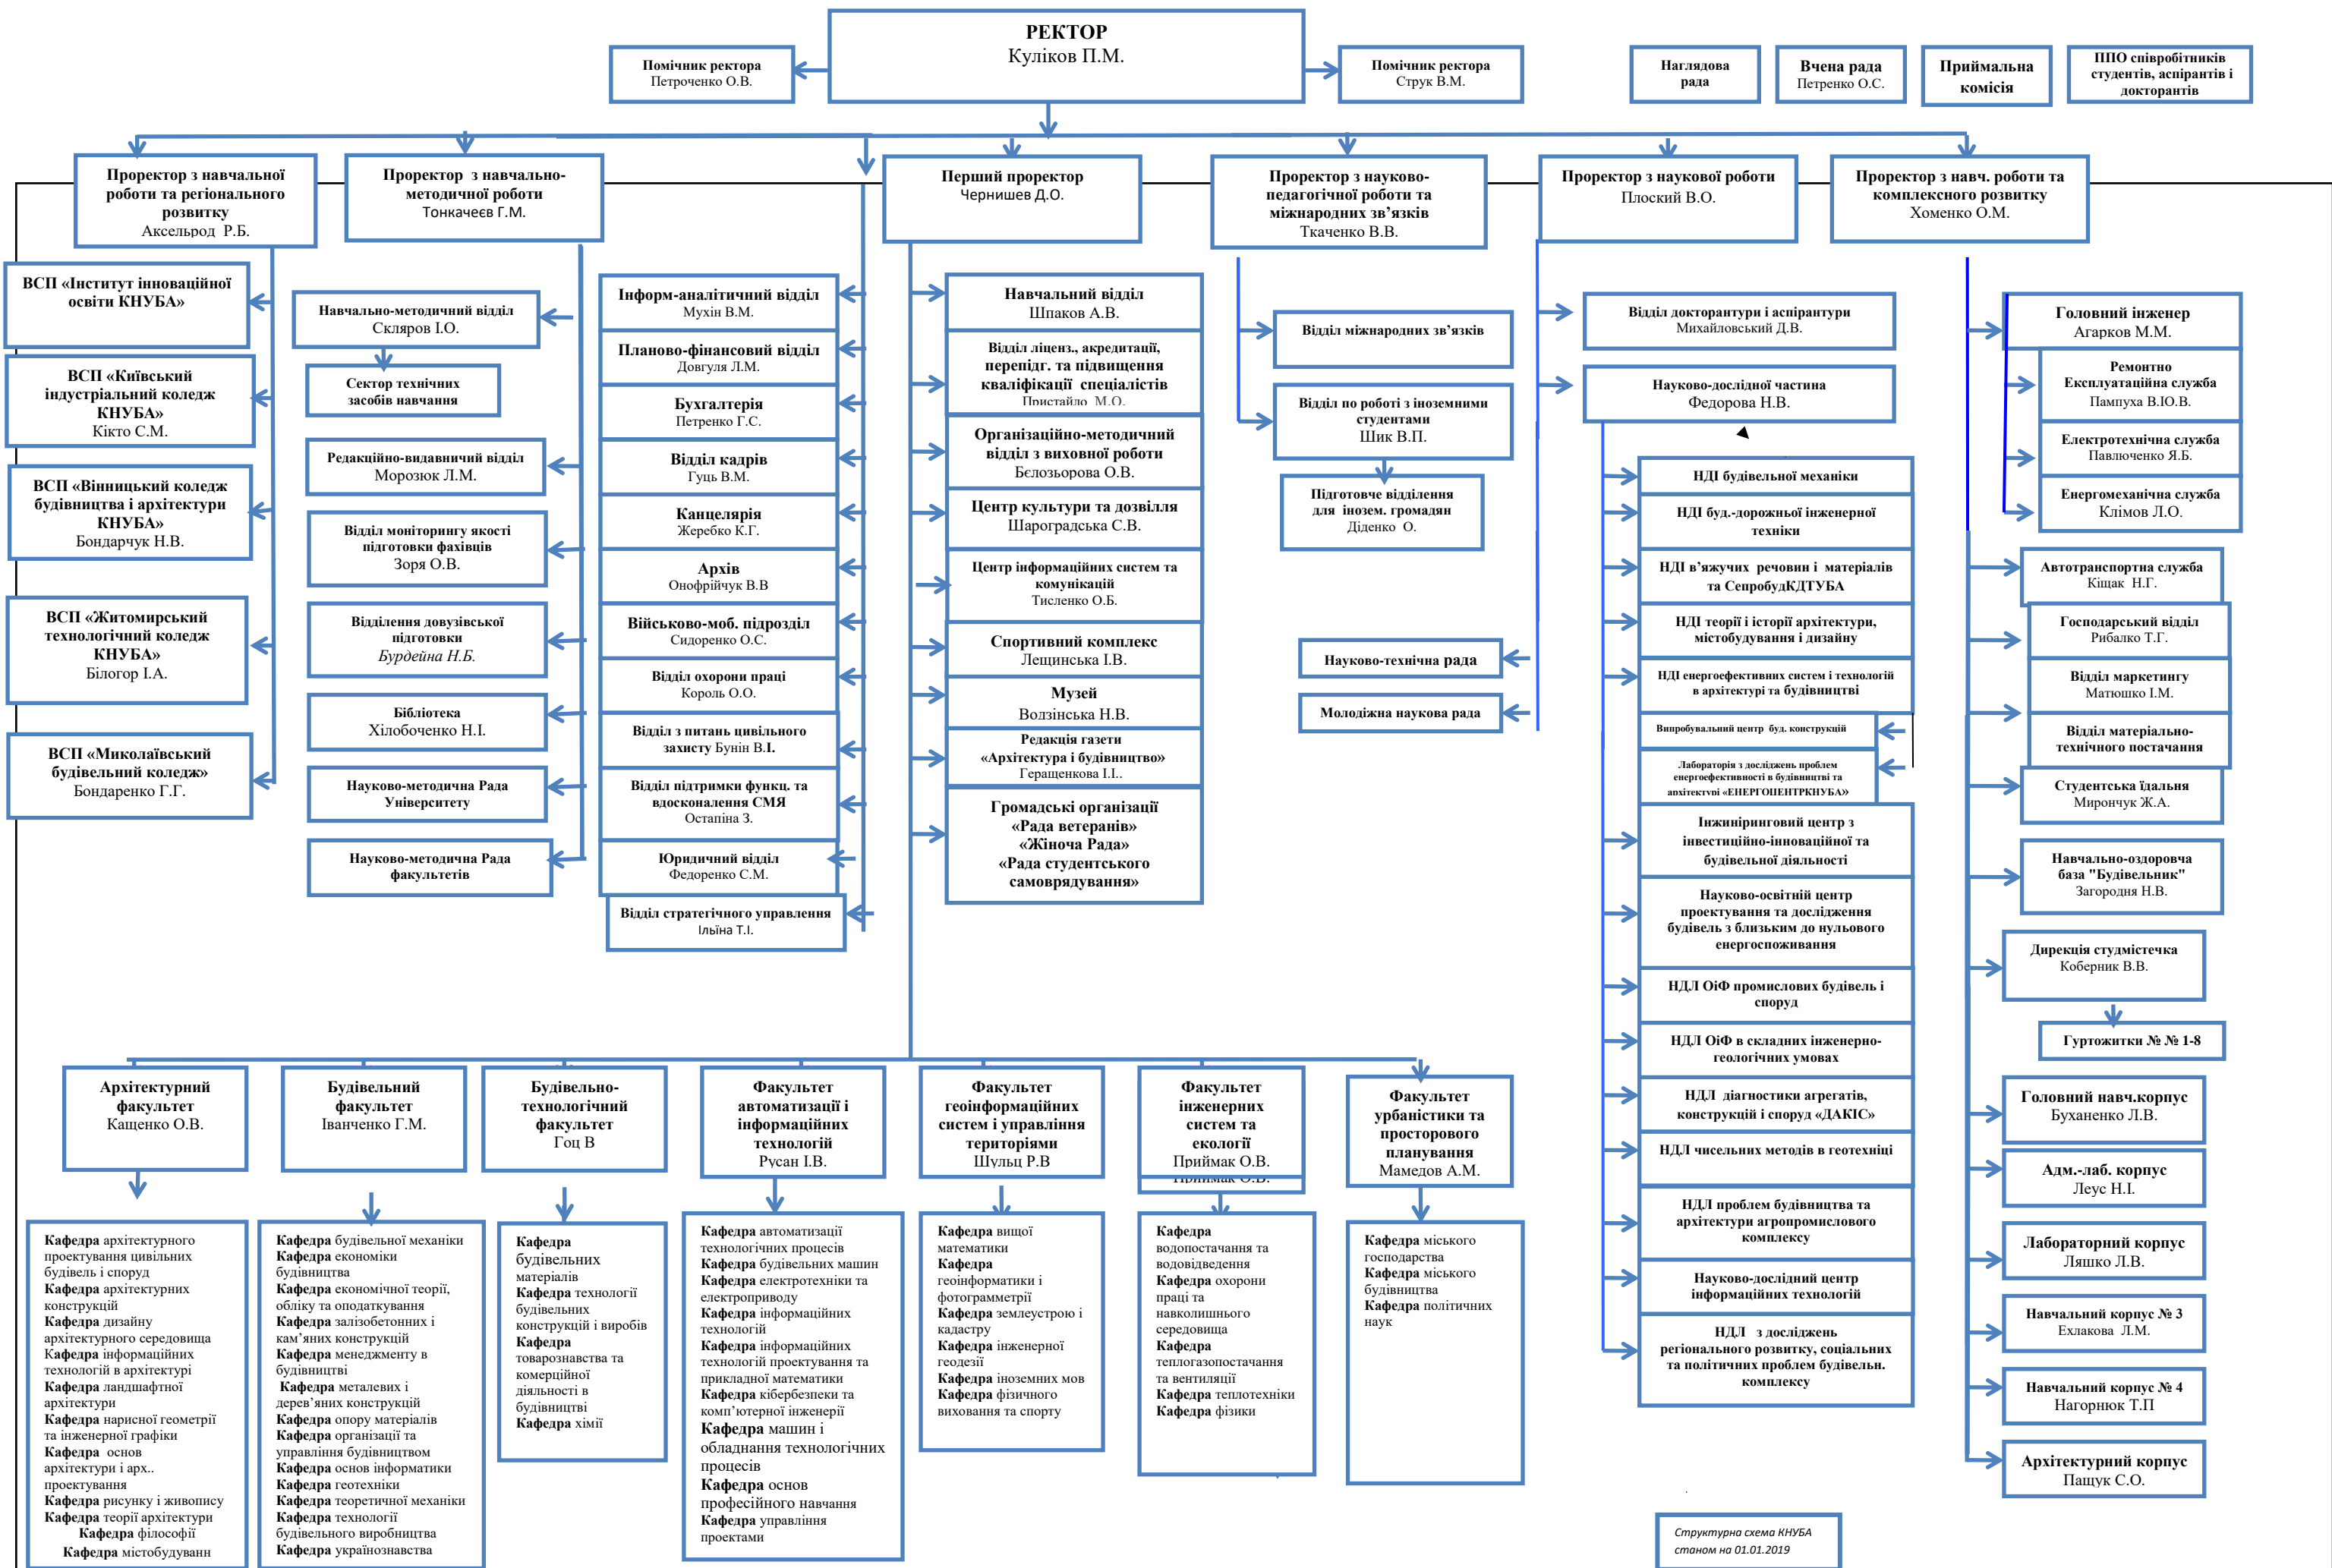 РЕКТОР
Куліков П.М.
Помічник ректора
Петроченко О.В.
Помічник ректора
Струк В.М.
Наглядова
рада
Вчена рада
Петренко О.С.
Приймальна
комісія
ППО співробітників
студентів, аспірантів і
докторантів
Проректор з навчальної
роботи та регіонального
розвитку
Аксельрод Р.Б.
Проректор з навчально-
методичної роботи
Тонкачеєв Г.М.
Перший проректор
Чернишев Д.О.
Проректор з науково-
педагогічної роботи та
міжнародних зв’язків
Ткаченко В.В.
Проректор з наукової роботи
Плоский В.О.
Проректор з навч. роботи та
комплексного розвитку
Хоменко О.М.
ВСП «Інститут інноваційної
освіти КНУБА»
ВСП «Київський
індустріальний коледж
КНУБА»
Кікто С.М.
ВСП «Вінницький коледж
будівництва і архітектури
КНУБА»
Бондарчук Н.В.
ВСП «Житомирський
технологічний коледж
КНУБА»
Білогор І.А.
ВСП «Миколаївський
будівельний коледж»
Бондаренко Г.Г.
Навчально-методичний відділ
Скляров І.О.
Сектор технічних
засобів навчання
Редакційно-видавничий відділ
Морозюк Л.М.
Відділ моніторингу якості
підготовки фахівців
Зоря О.В.
Відділення довузівської
підготовки
Бурдейна Н.Б.
Бібліотека
Хілобоченко Н.І.
Науково-методична Рада
Університету
Науково-методична Рада
факультетів
Інформ-аналітичний відділ
Мухін В.М.
Планово-фінансовий відділ
Довгуля Л.М.
Бухгалтерія
Петренко Г.С.
Відділ кадрів
Гуць В.М.
Канцелярія
Жеребко К.Г.
Архів
Онофрійчук В.В
Військово-моб. підрозділ
Сидоренко О.С.
Відділ охорони праці
Король О.О.
Відділ з питань цивільного
захисту Бунін В.І.
Відділ підтримки функц. та
вдосконалення СМЯ
Остапіна З.
Юридичний відділ
Федоренко С.М.
Відділ стратегічного управління
Ільїна Т.І.
Навчальний відділ
Шпаков А.В.
Відділ ліценз., акредитації,
перепідг. та підвищення
кваліфікації спеціалістів
Пристайло М.О.
Організаційно-методичний
відділ з виховної роботи
Бєлозьорова О.В.
Центр культури та дозвілля
Шароградська С.В.
Центр інформаційних систем та
комунікацій
Тисленко О.Б.
Спортивний комплекс
Лещинська І.В.
Музей
Водзінська Н.В.
Редакція газети
«Архітектура і будівництво»
Геращенкова І.І..
Громадські організації
«Рада ветеранів»
«Жіноча Рада»
«Рада студентського
самоврядування»
Відділ міжнародних зв’язків
Відділ по роботі з іноземними
студентами
Шик В.П.
Підготовче відділення
для інозем. громадян
Діденко О.
Науково-технічна рада
Молодіжна наукова рада
Відділ докторантури і аспірантури
Михайловський Д.В.
Науково-дослідної частина
Федорова Н.В.
НДІ будівельної механіки
НДІ буд.-дорожньої інженерної
техніки
НДІ в’яжучих речовин і матеріалів
та СепробудКДТУБА
НДІ теорії і історії архітектури,
містобудування і дизайну
НДІ енергоефективних систем і технологій
в архітектурі та будівництві
Випробувальний центр буд. конструкцій
Лабораторія з досліджень проблем
енергоефективності в будівництві та
архітектурі «ЕНЕРГОЦЕНТРКНУБА»
Інжиніринговий центр з
інвестиційно-інноваційної та
будівельної діяльності
Науково-освітній центр
проектування та дослідження
будівель з близьким до нульового
енергоспоживання
НДЛ ОіФ промислових будівель і
споруд
НДЛ ОіФ в складних інженерно-
геологічних умовах
НДЛ діагностики агрегатів,
конструкцій і споруд «ДАКІС»
НДЛ чисельних методів в геотехніці
НДЛ проблем будівництва та
архітектури агропромислового
комплексу
Науково-дослідний центр
інформаційних технологій
НДЛ з досліджень
регіонального розвитку, соціальних
та політичних проблем будівельн.
комплексу
Головний інженер
Агарков М.М.
Ремонтно
Експлуатаційна служба
Пампуха В.Ю.В.
Електротехнічна служба
Павлюченко Я.Б.
Енергомеханічна служба
Клімов Л.О.
Автотранспортна служба
Кіщак Н.Г.
Господарський відділ
Рибалко Т.Г.
Відділ маркетингу
Матюшко І.М.
Відділ матеріально-
технічного постачання
Студентська їдальня
Мирончук Ж.А.
Навчально-оздоровча
база "Будівельник"
Загородня Н.В.
Дирекція студмістечка
Коберник В.В.
Гуртожитки № № 1-8
Головний навч.корпус
Буханенко Л.В.
Адм.-лаб. корпус
Леус Н.І.
Лабораторний корпус
Ляшко Л.В.
Навчальний корпус № 3
Ехлакова Л.М.
Навчальний корпус № 4
Нагорнюк Т.П
Архітектурний корпус
Пащук С.О.
Архітектурний
факультет
Кащенко О.В.
Будівельний
факультет
Іванченко Г.М.
Будівельно-
технологічний
факультет
Гоц В
Факультет
автоматизації і
інформаційних
технологій
Русан І.В.
Факультет
геоінформаційних
систем і управління
територіями
Шульц Р.В
Факультет
інженерних
систем та
екології
Приймак О.В.
Приймак О.В.
Факультет
урбаністики та
просторового
планування
Мамедов А.М.
Кафедра архітектурного
проектування цивільних
будівель і споруд
Кафедра архітектурних
конструкцій
Кафедра дизайну
архітектурного середовища
Кафедра інформаційних
технологій в архітектурі
Кафедра ландшафтної
архітектури
Кафедра нарисної геометрії
та інженерної графіки
Кафедра основ
архітектури і арх..
проектування
Кафедра рисунку і живопису
Кафедра теорії архітектури
Кафедра філософії
Кафедра містобудуванн
Кафедра будівельної механіки
Кафедра економіки
будівництва
Кафедра економічної теорії,
обліку та оподаткування
Кафедра залізобетонних і
кам’яних конструкцій
Кафедра менеджменту в
будівництві
Кафедра металевих і
дерев’яних конструкцій
Кафедра опору матеріалів
Кафедра організації та
управління будівництвом
Кафедра основ інформатики
Кафедра геотехніки
Кафедра теоретичної механіки
Кафедра технології
будівельного виробництва
Кафедра українознавства
Кафедра
будівельних
матеріалів
Кафедра технології
будівельних
конструкцій і виробів
Кафедра
товарознавства та
комерційної
діяльності в
будівництві
Кафедра хімії
Кафедра автоматизації
технологічних процесів
Кафедра будівельних машин
Кафедра електротехніки та
електроприводу
Кафедра інформаційних
технологій
Кафедра інформаційних
технологій проектування та
прикладної математики
Кафедра кібербезпеки та
комп’ютерної інженерії
Кафедра машин і
обладнання технологічних
процесів
Кафедра основ
професійного навчання
Кафедра управління
проектами
Кафедра вищої
математики
Кафедра
геоінформатики і
фотограмметрії
Кафедра землеустрою і
кадастру
Кафедра інженерної
геодезії
Кафедра іноземних мов
Кафедра фізичного
виховання та спорту
Кафедра
водопостачання та
водовідведення
Кафедра охорони
праці та
навколишнього
середовища
Кафедра
теплогазопостачання
та вентиляції
Кафедра теплотехніки
Кафедра фізики
Кафедра міського
господарства
Кафедра міського
будівництва
Кафедра політичних
наук
Структурна схема КНУБА
станом на 01.01.2019